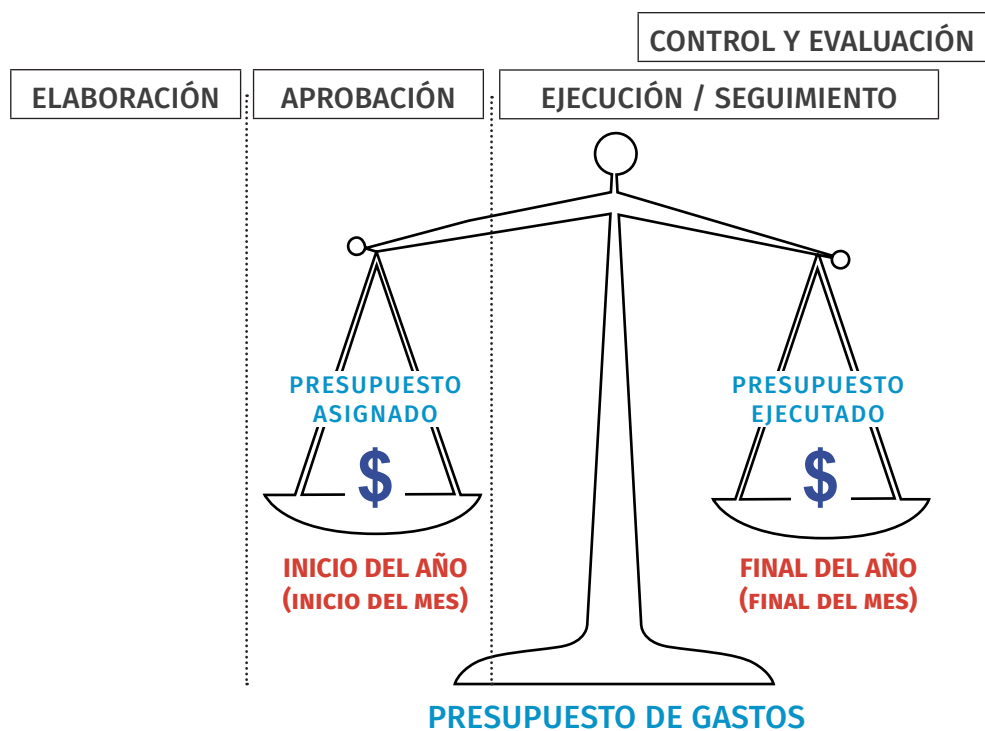 CONTROL Y EVALUACIÓN
ELABORACIÓN
APROBACIÓN
EJECUCIÓN / SEGUIMIENTO
PRESUPUESTO
ASIGNADO
$
INICIO DEL AÑO
(INICIO DEL MES)
PRESUPUESTO
EJECUTADO
$
FINAL DEL AÑO
(FINAL DEL MES)
PRESUPUESTO DE GASTOS